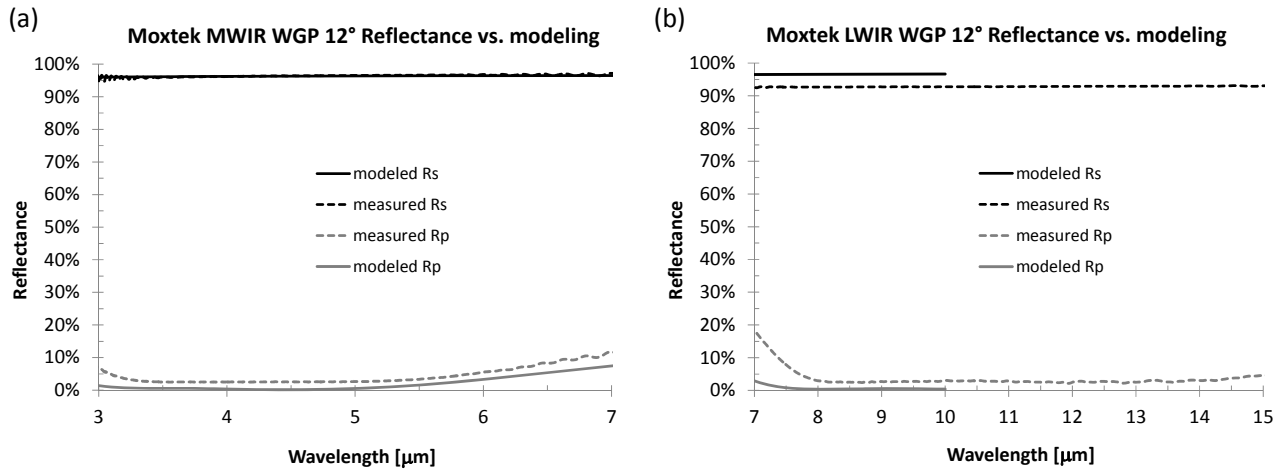 (a)
Moxtek MWIR WGP 12° Reflectance vs. modeling
100%
90%
80%
70%
60%
50%
40%
30%
20%
10%
0%
Reflectance
modeled Rs
measured Rs
measured Rp
modeled Rp
3 4 5 6 7
Wavelength [µm]
(b)
Moxtek LWIR WGP 12° Reflectance vs. modeling
100%
90%
80%
70%
60%
50%
40%
30%
20%
10%
0%
Reflectance
modeled Rs
measured Rs
measured Rp
modeled Rp
7 8 9 10 11 12 13 14 15
Wavelength [µm]